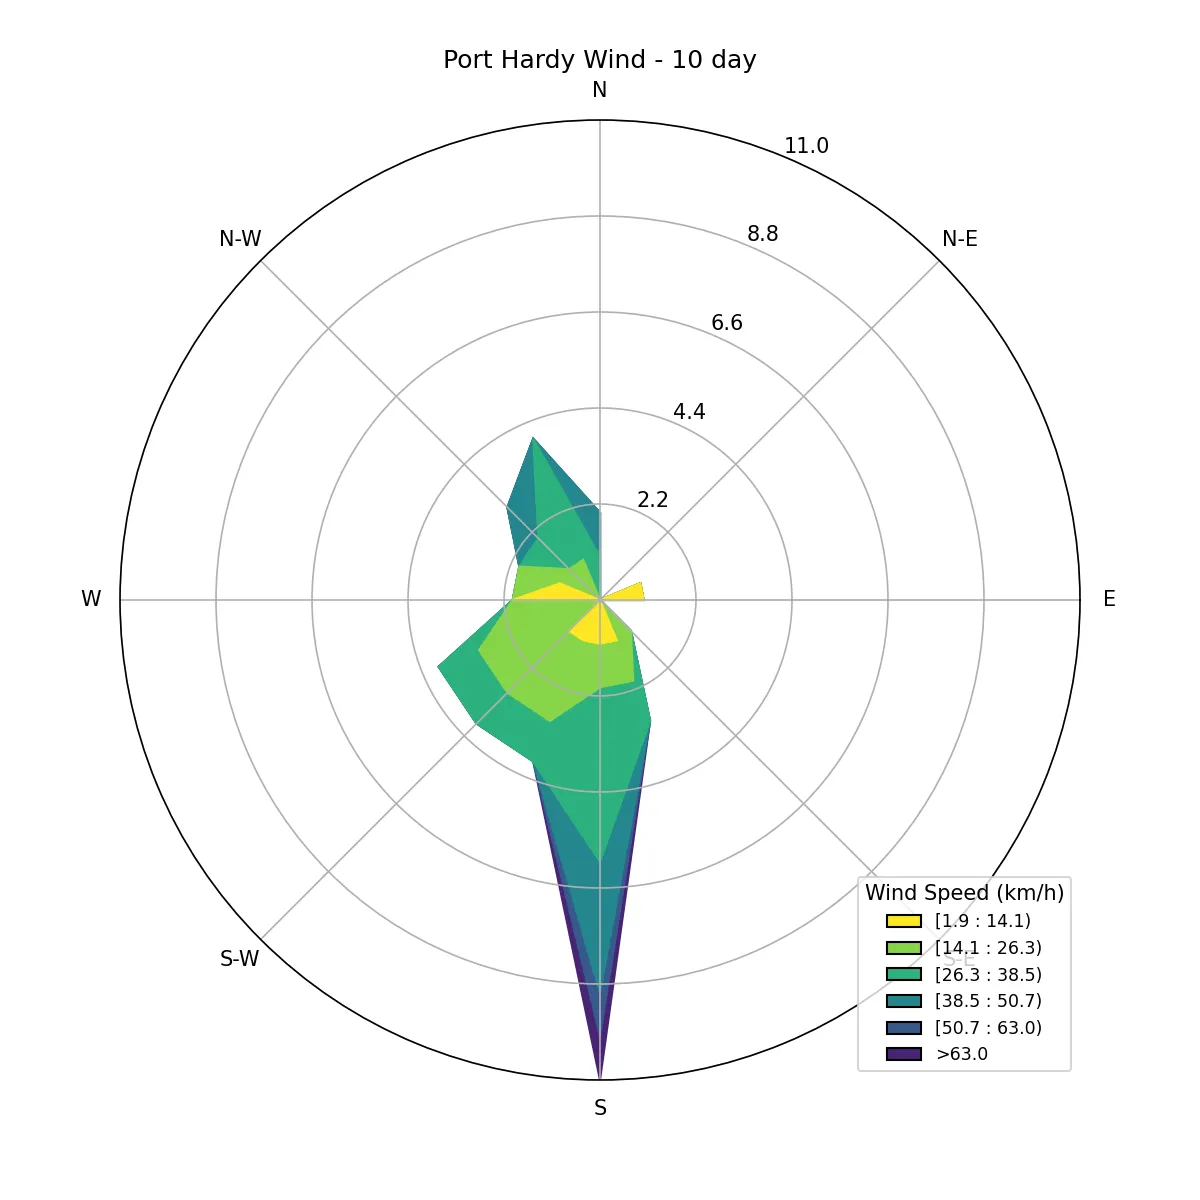 Port Hardy Wind - 10 day
N
11.0
N-W
N-E
8.8
6.6
4.4
2.2
W
E
S-W
S-E
Wind Speed (km/h)
[1.9 : 14.1)
[14.1 : 26.3)
[26.3 : 38.5)
[38.5 : 50.7)
[50.7 : 63.0)
>63.0
S